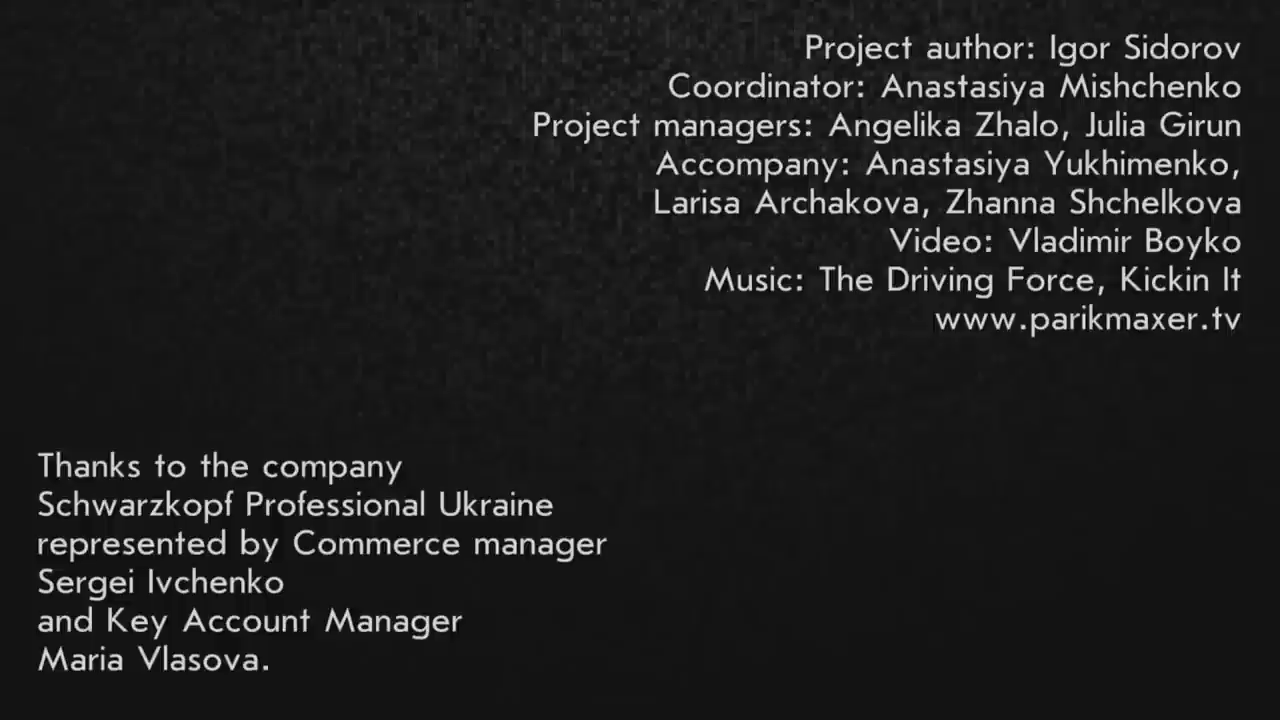 Project author: Igor Sidorov
Coordinator: Anastasiya Mishchenko
Project managers: Angelika Zhalo, Julia Girun
Accompany: Anastasiya Yukhimenko,
Larisa Archakova, Zhanna Shchelkova
Video: Vladimir Boyko
Music: The Driving Force, Kickin It
www.parikmaxer.tv
Thanks to the company
Schwarzkopf Professional Ukraine
represented by Commerce manager
Sergei Ivchenko
and Key Account Manager
Maria Vlasova.